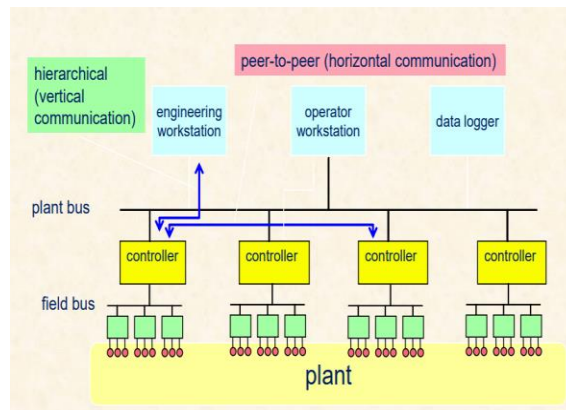 peer-to-peer (horizontal communication)
hierarchical
(vertical
communication)
engineering
workstation
operator
workstation
data logger
plant bus
controller
controller
controller
controller
field bus
plant